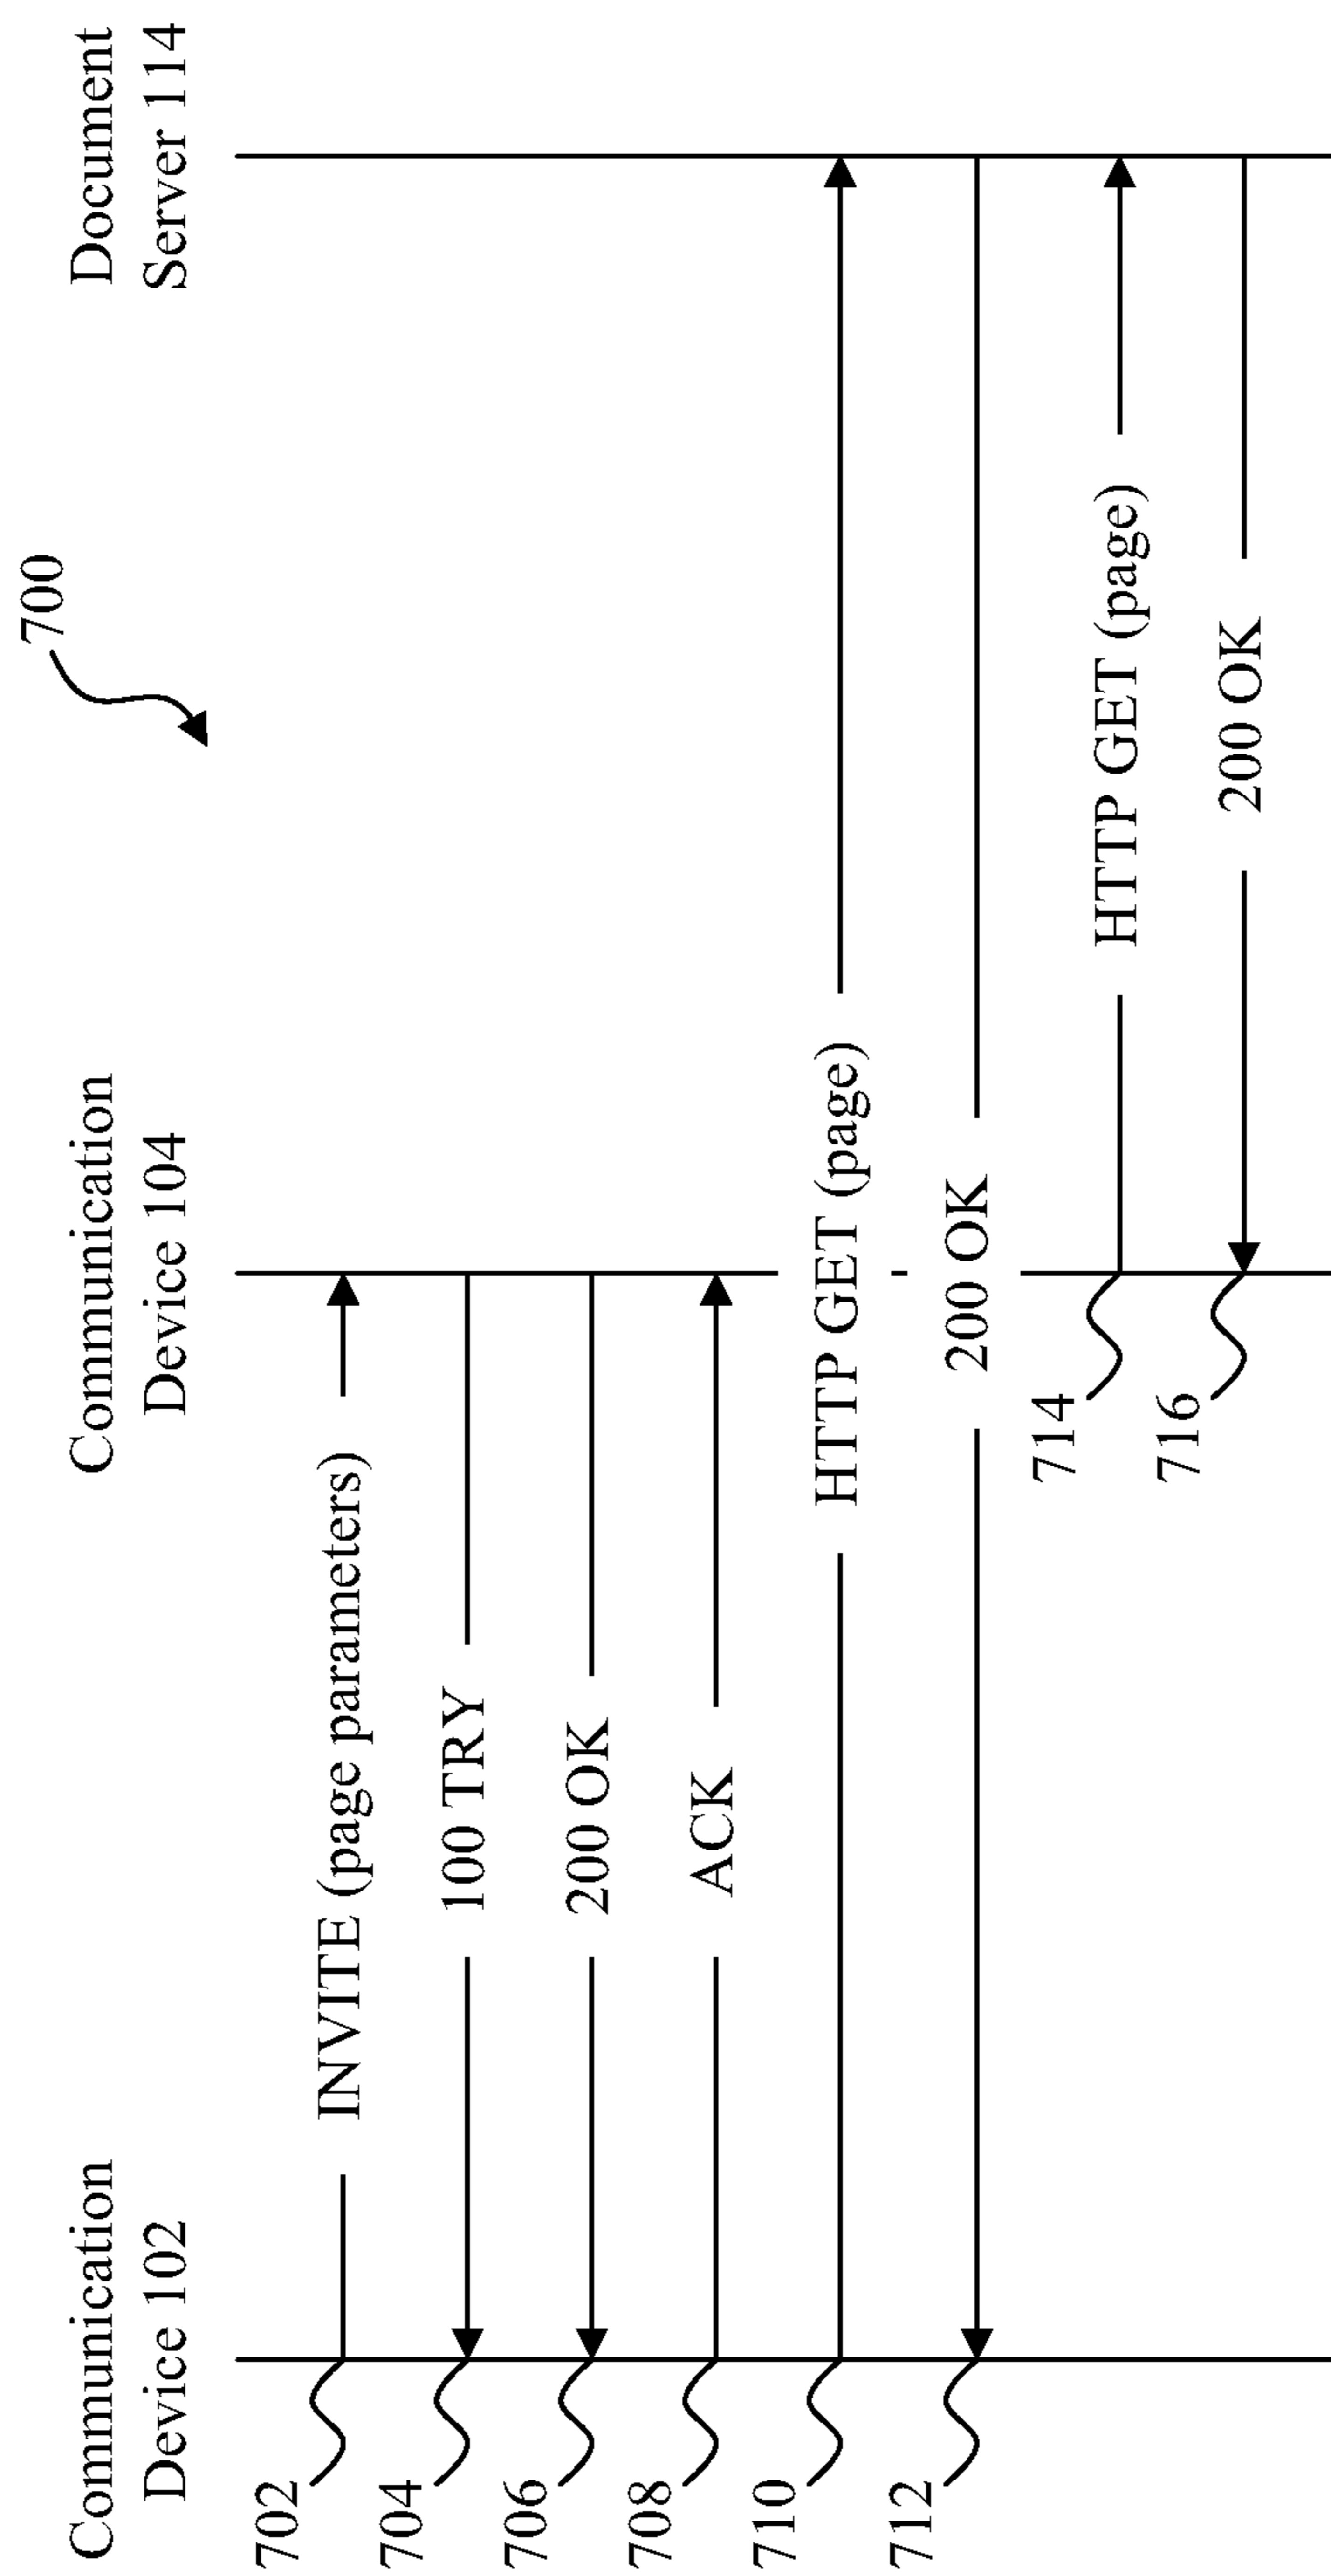 700
Communication
Device 102
Communication
Device 104
Document
Server 114
702
INVITE (page parameters)
704
100 TRY
706
200 OK
708
ACK
710
HTTP GET (page)
712
200 OK
714
HTTP GET (page)
716
200 OK